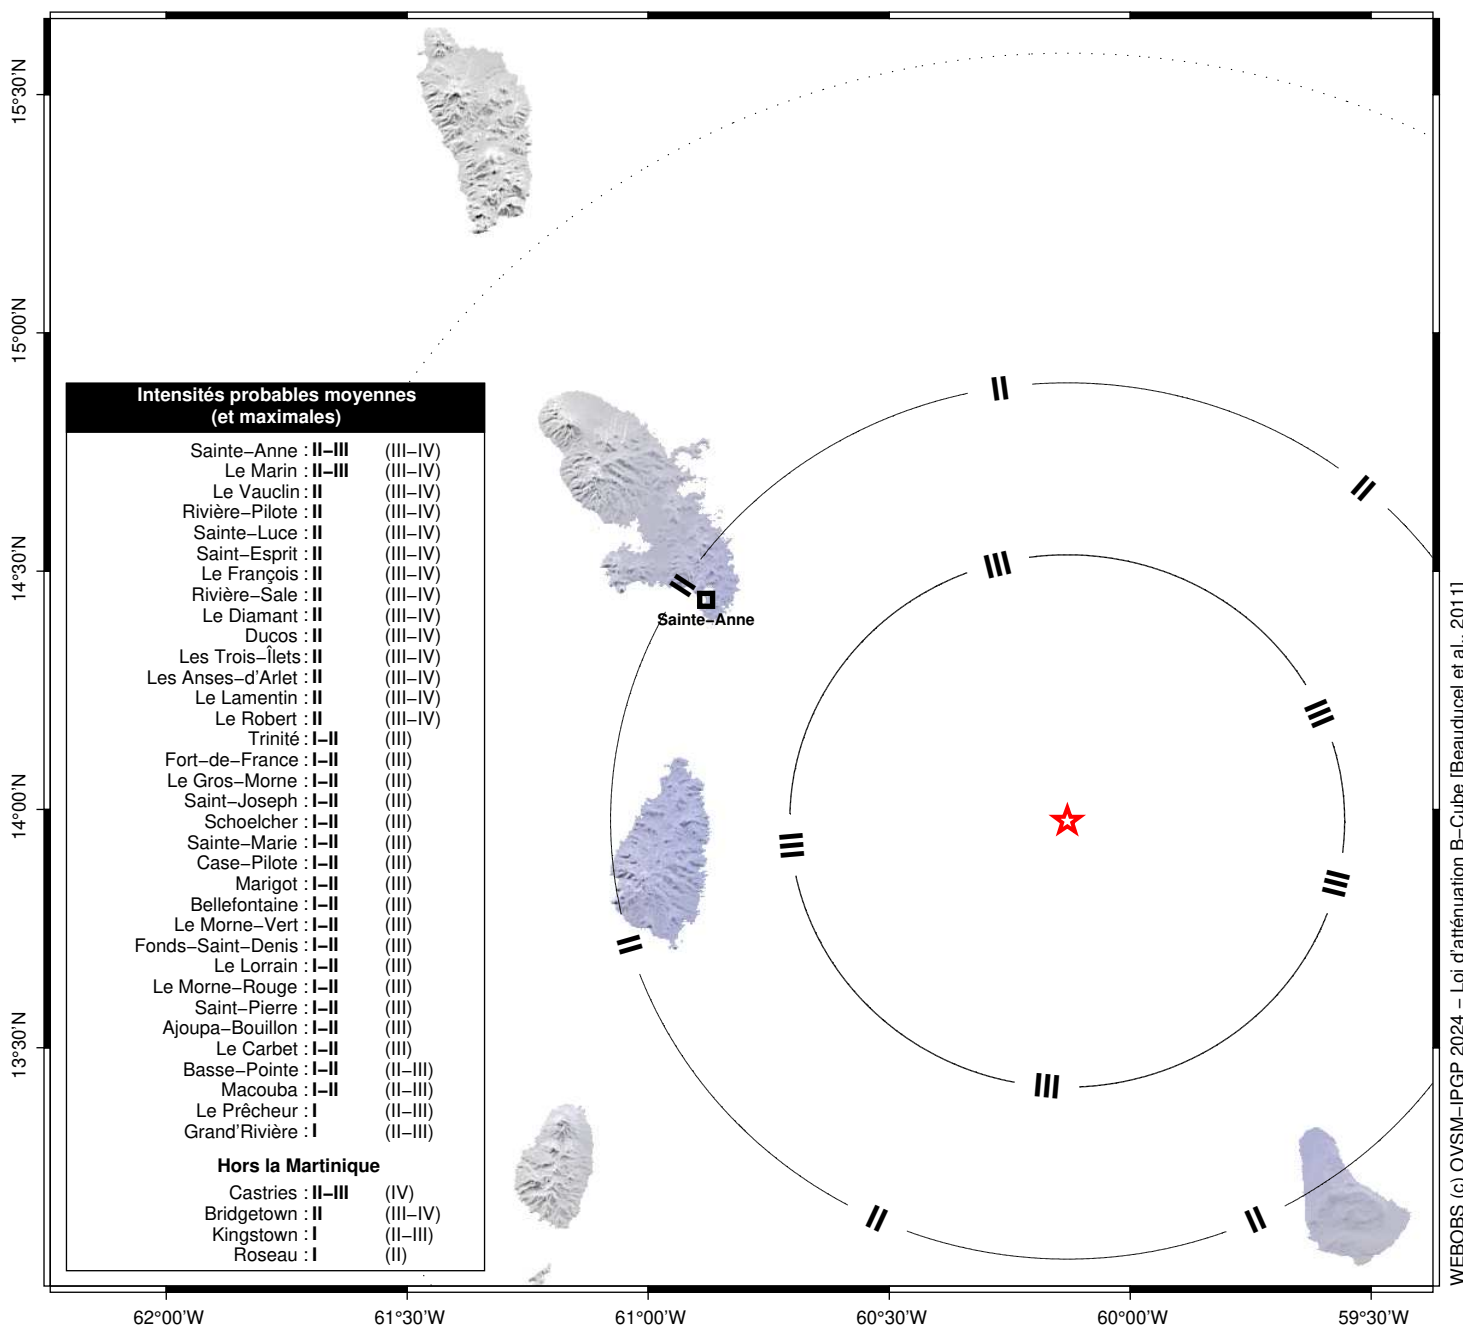 15°30'N
15°00'N
14°30'N
14°00'N
13°30'N
Intensités probables moyennes
(et maximales)
Sainte−Anne : II−III (III−IV)
Le Marin : II−III (III−IV)
Le Vauclin : II (III−IV)
Rivière−Pilote : II (III−IV)
Sainte−Luce : II (III−IV)
Saint−Esprit : II (III−IV)
Le François : II (III−IV)
Rivière−Sale : II (III−IV)
Le Diamant : II (III−IV)
Ducos : II (III−IV)
Les Trois−Îlets : II (III−IV)
Les Anses−d'Arlet : II (III−IV)
Le Lamentin : II (III−IV)
Le Robert : II (III−IV)
Trinité : I−II (III)
Fort−de−France : I−II (III)
Le Gros−Morne : I−II (III)
Saint−Joseph : I−II (III)
Schoelcher : I−II (III)
Sainte−Marie : I−II (III)
Case−Pilote : I−II (III)
Marigot : I−II (III)
Bellefontaine : I−II (III)
Le Morne−Vert : I−II (III)
Fonds−Saint−Denis : I−II (III)
Le Lorrain : I−II (III)
Le Morne−Rouge : I−II (III)
Saint−Pierre : I−II (III)
Ajoupa−Bouillon : I−II (III)
Le Carbet : I−II (III)
Basse−Pointe : I−II (II−III)
Macouba : I−II (II−III)
Le Prêcheur : I (II−III)
Grand'Rivière : I (II−III)
Hors la Martinique
Castries : II−III (IV)
Bridgetown : II (III−IV)
Kingstown : I (II−III)
Roseau : I (II)
II
II
III
II
Sainte−Anne
III
III
III
II
III
II
II
62°00'W
61°30'W
61°00'W
60°30'W
60°00'W
59°30'W
WEBOBS (c) OVSM−IPGP 2024 − Loi d'atténuation B−Cube [Beauducel et al., 2011]